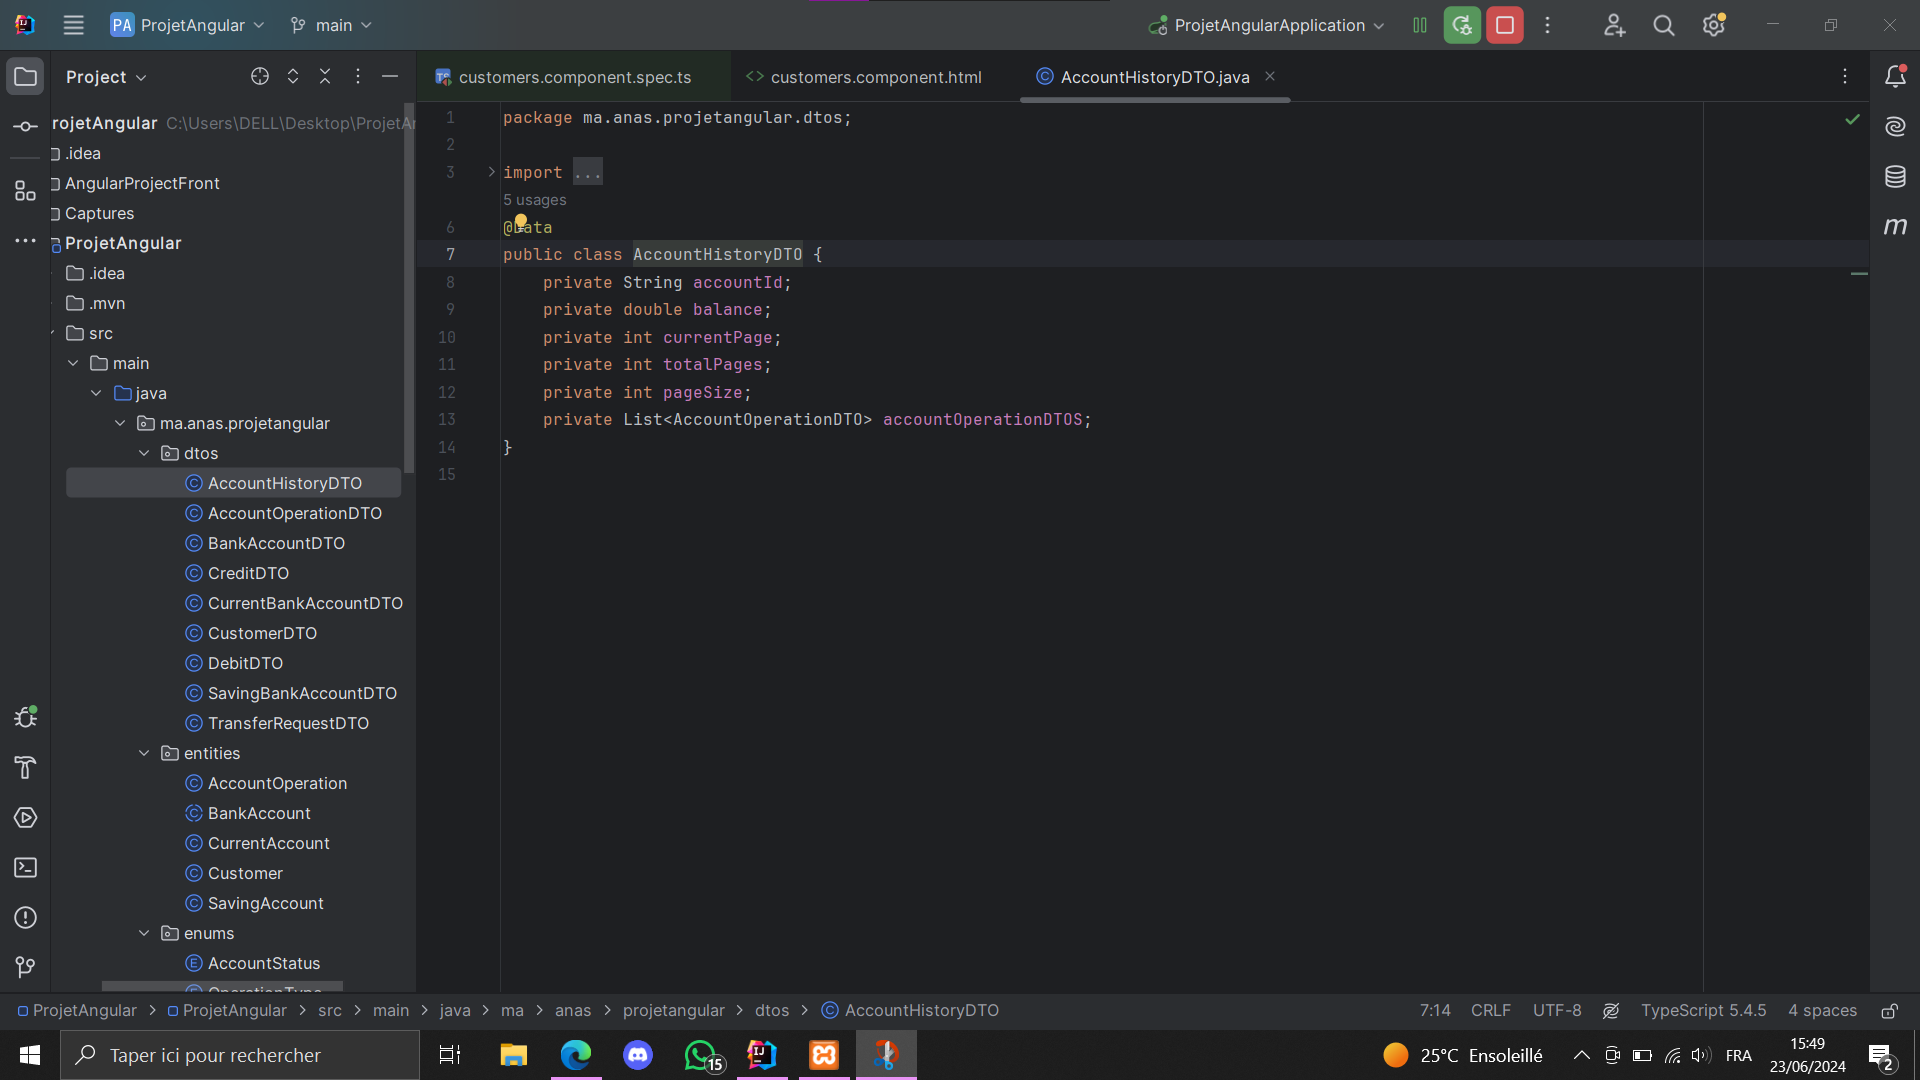 PA ProjetAngular main ProjetAngularApplication
Project
customers.component.spec.ts
customers.component.html
AccountHistoryDTO.java
rojetAngular C:\Users\DELL\Desktop\ProjetAn
.idea
AngularProjectFront
Captures
ProjetAngular
.idea
.mvn
src
main
java
ma.anas.projetangular
dtos
AccountHistoryDTO
AccountOperationDTO
BankAccountDTO
CreditDTO
CurrentBankAccountDTO
CustomerDTO
DebitDTO
SavingBankAccountDTO
TransferRequestDTO
entities
AccountOperation
BankAccount
CurrentAccount
Customer
SavingAccount
enums
AccountStatus
OperationType
1 package ma.anas.projetangular.dtos;
2
3 import ...
5 usages
6 @Data
7 public class AccountHistoryDTO {
8 private String accountId;
9 private double balance;
10 private int currentPage;
11 private int totalPages;
12 private int pageSize;
13 private List<AccountOperationDTO> accountOperationDTOS;
14 }
15
ProjetAngular > ProjetAngular > src > main > java > ma > anas > projetangular > dtos > AccountHistoryDTO
7:14 CRLF UTF-8 TypeScript 5.4.5 4 spaces
Taper ici pour rechercher
15
25°C Ensoleillé
FRA
15:49
23/06/2024
2